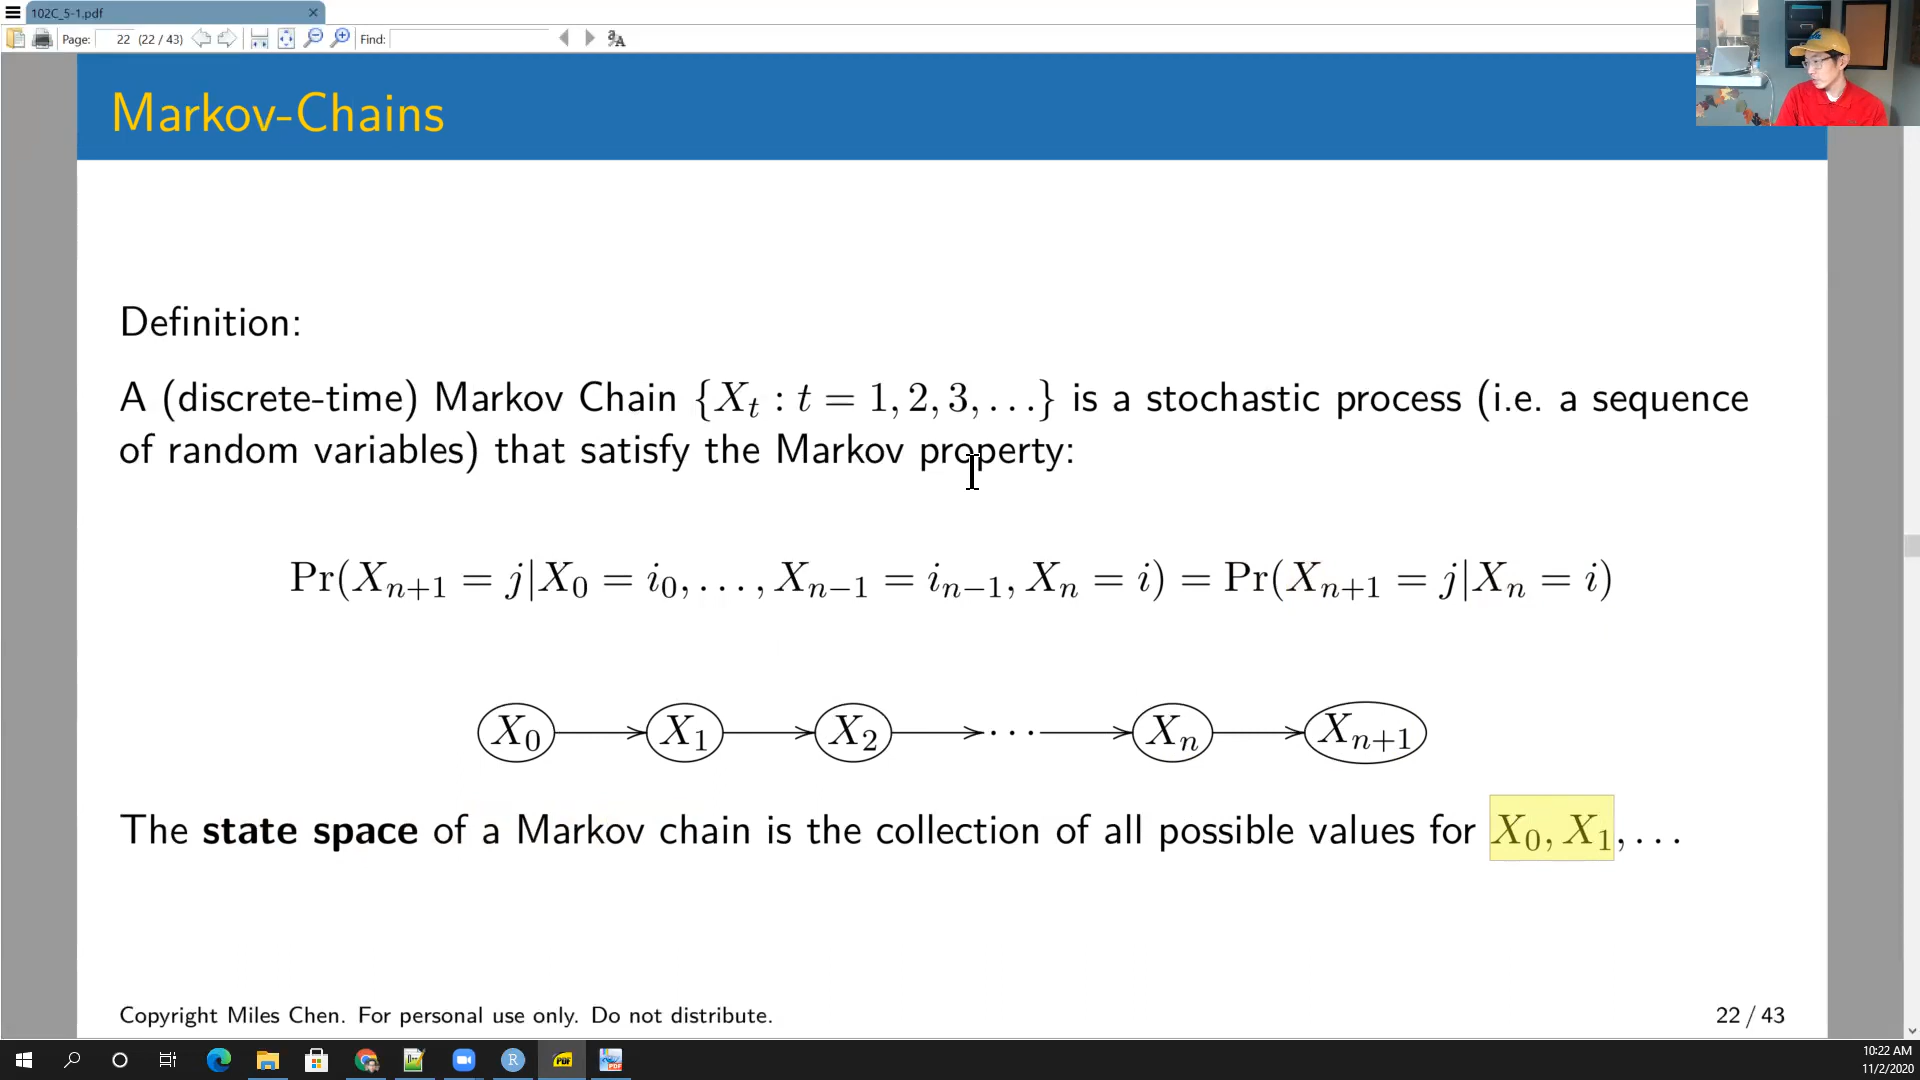 102C_5-1.pdf
Page: 22 (22 / 43) Find:
Markov-Chains
Definition:
A (discrete-time) Markov Chain {X_t : t = 1, 2, 3, . . .} is a stochastic process (i.e. a sequence
of random variables) that satisfy the Markov property:
Pr(X_{n+1} = j|X_0 = i_0, . . . , X_{n−1} = i_{n−1}, X_n = i) = Pr(X_{n+1} = j|X_n = i)
X_0 X_1 X_2 · · · X_n X_{n+1}
The state space of a Markov chain is the collection of all possible values for X_0, X_1, . . .
Copyright Miles Chen. For personal use only. Do not distribute.
22 / 43
10:22 AM
11/2/2020